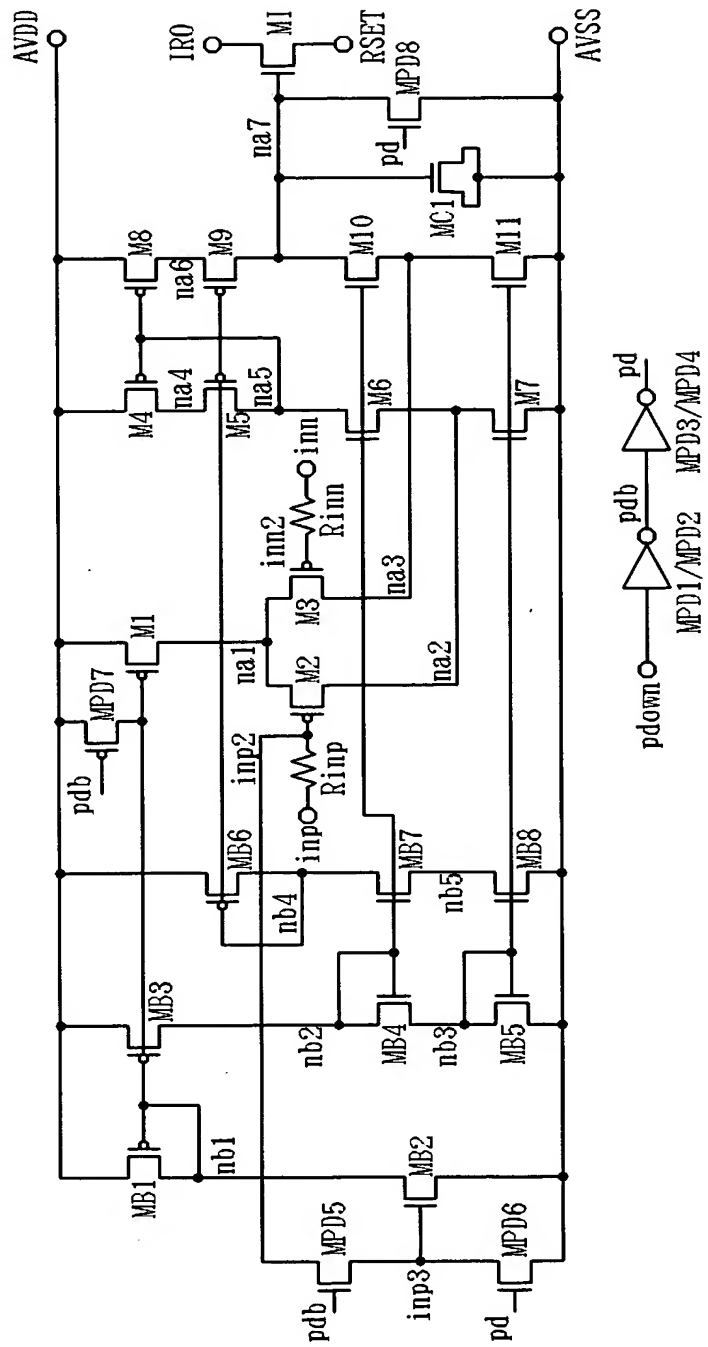 AVDD
IRO
MI
RSET
MPD8
pd
AVSS
na7
MC1
M8
na6
M9
M10
M11
M4
na4
M5
na5
M6
M7
inn
Rinn
inn2
M3
na3
M1
na1
M2
na2
MPD7
pdb
inp2
Rinp
inp
MB6
nb4
MB7
nb5
MB8
MB3
nb2
MB4
nb3
MB5
MB1
nb1
MB2
MPD5
pdb
inp3
MPD6
pd
pdown
MPD1/MPD2
pdb
MPD3/MPD4
pd